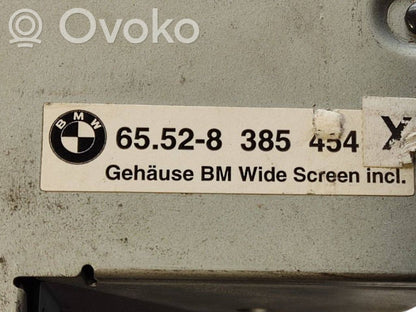 Ovoko
BMW
65.52-8 385 454 X
Gehäuse BM Wide Screen incl.